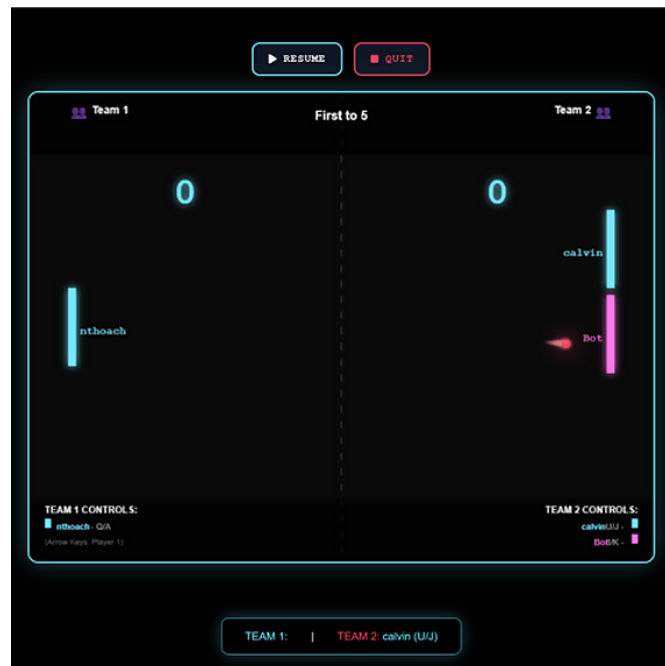 RESUME
QUIT
Team 1
First to 5
Team 2
0
0
calvin
nthoach
Bot
TEAM 1 CONTROLS:
nthoach - Q/A
(Arrow Keys: Player 1)
TEAM 2 CONTROLS:
calvinU/J -
TEAM 1: | TEAM 2: calvin (U/J)